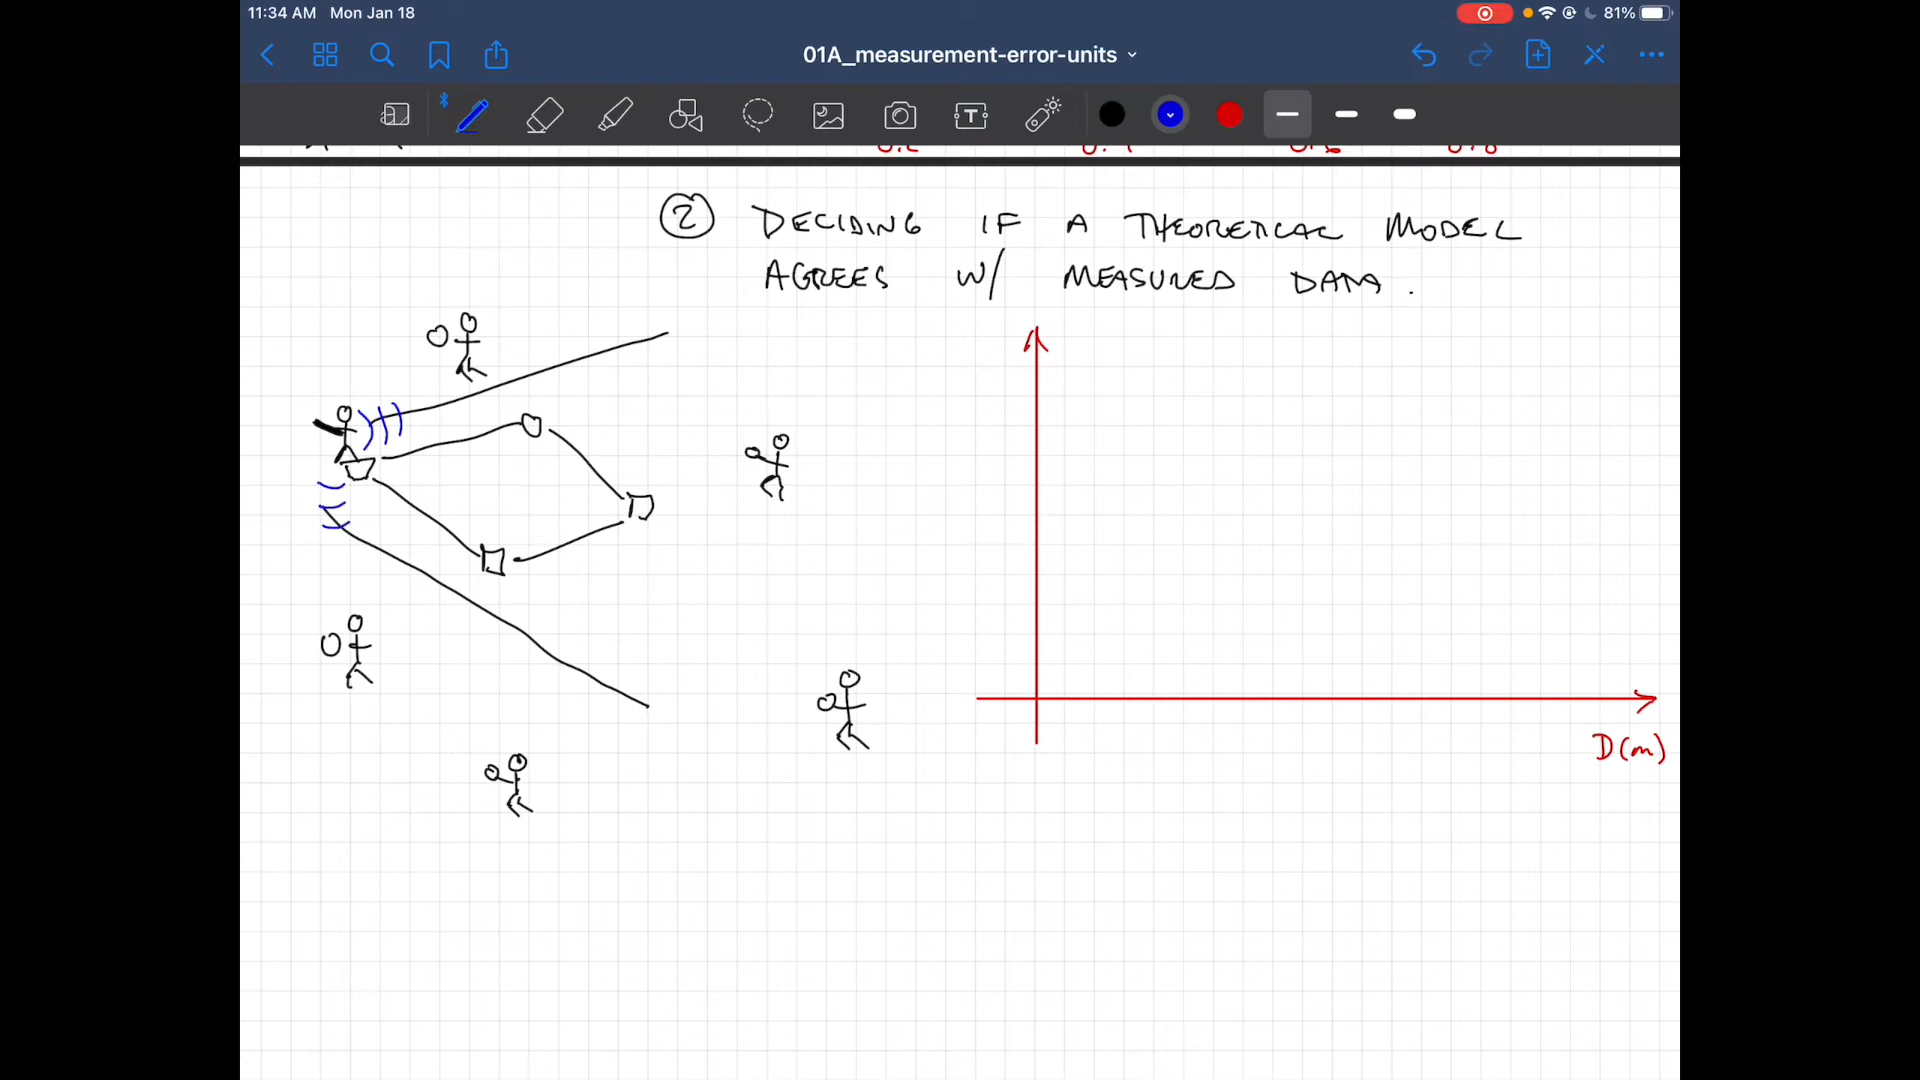 11:34 AM Mon Jan 18
81%
01A_measurement-error-units
T
② DECIDING IF A THEORETICAL MODEL
AGREES W/ MEASURED DATA.
D(m)